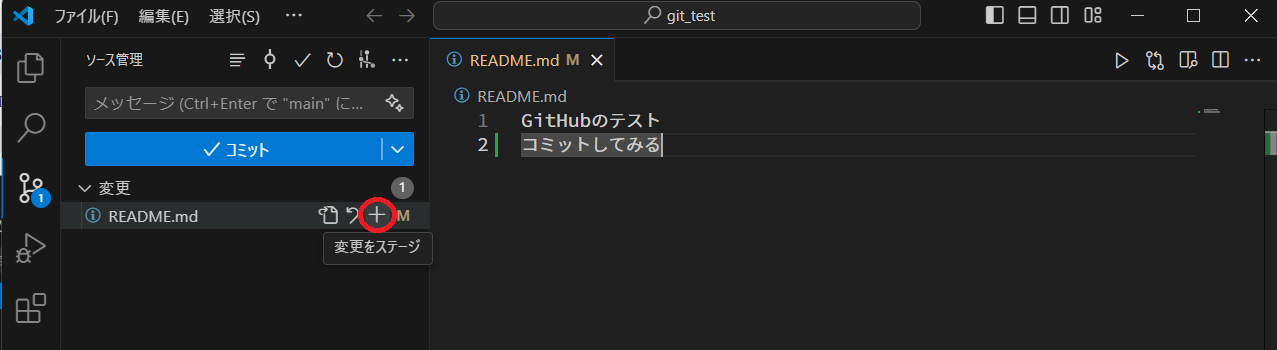 ファイル(F) 編集(E) 選択(S) ··· git_test
ソース管理
README.md M
メッセージ (Ctrl+Enter で "main" に...
README.md
コミット
1 GitHubのテスト
2 コミットしてみる
変更 1
1
README.md M
変更をステージ